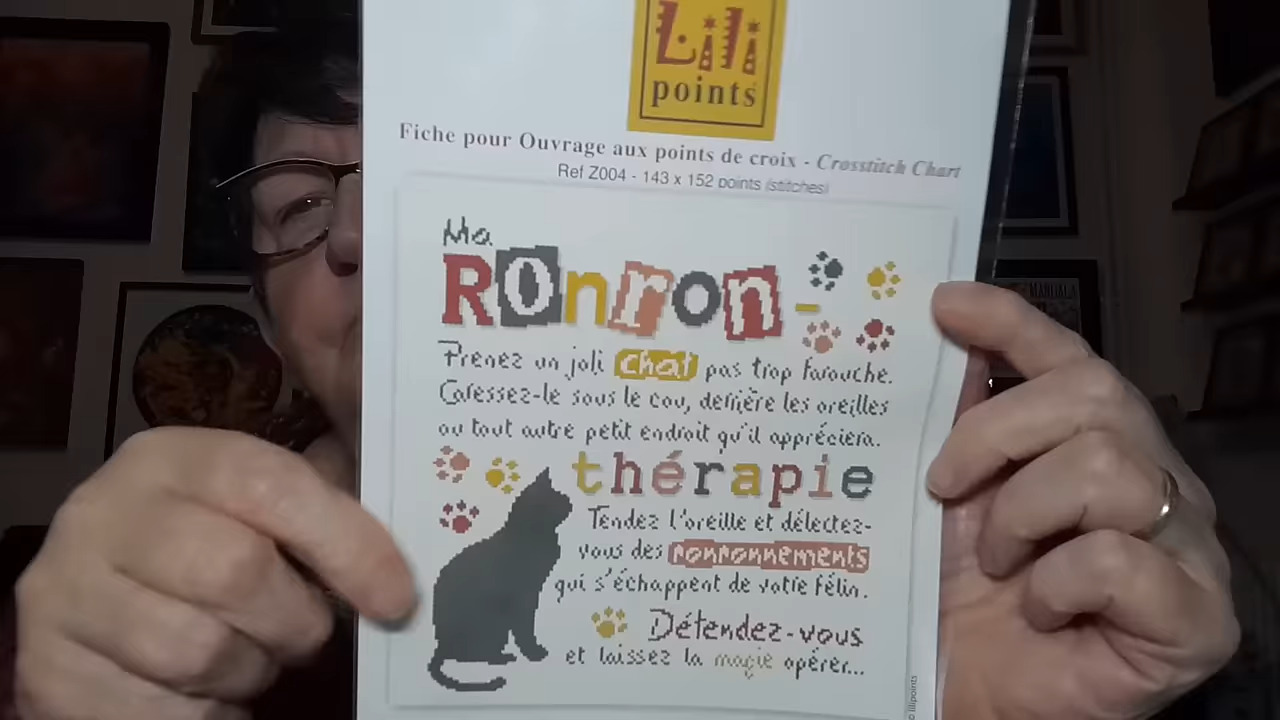 Lili
points
Fiche pour Ouvrage aux points de croix - Crosstitch Chart
Ref Z004 - 143 x 152 points (stitches)
Ma
Ronron-
Prenez un joli chat pas trop farouche.
Caressez-le sous le cou, derrière les oreilles
ou tout autre petit endroit qu'il appréciera.
thérapie
Tendez l'oreille et délectez-
vous des ronronnements
qui s'échappent de votre félin.
Détendez-vous
et laissez la magie opérer...
lilipoints
MANDALA